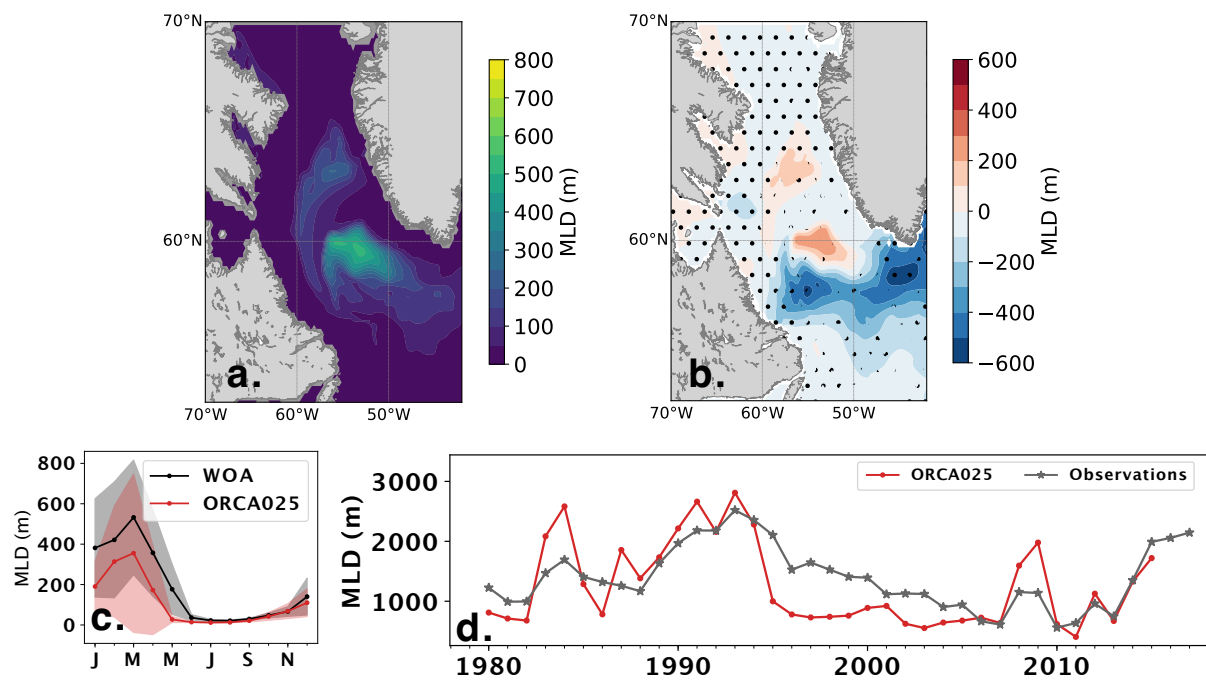 70°N
60°N
70°W
60°W
50°W
a.
800
700
600
500
400
300
200
100
0
MLD (m)
70°N
60°N
70°W
60°W
50°W
b.
600
400
200
0
−200
−400
−600
MLD (m)
MLD (m)
800
600
400
200
0
WOA
ORCA025
c.
J
M
M
J
S
N
MLD (m)
3000
2000
1000
ORCA025
Observations
d.
1980
1990
2000
2010